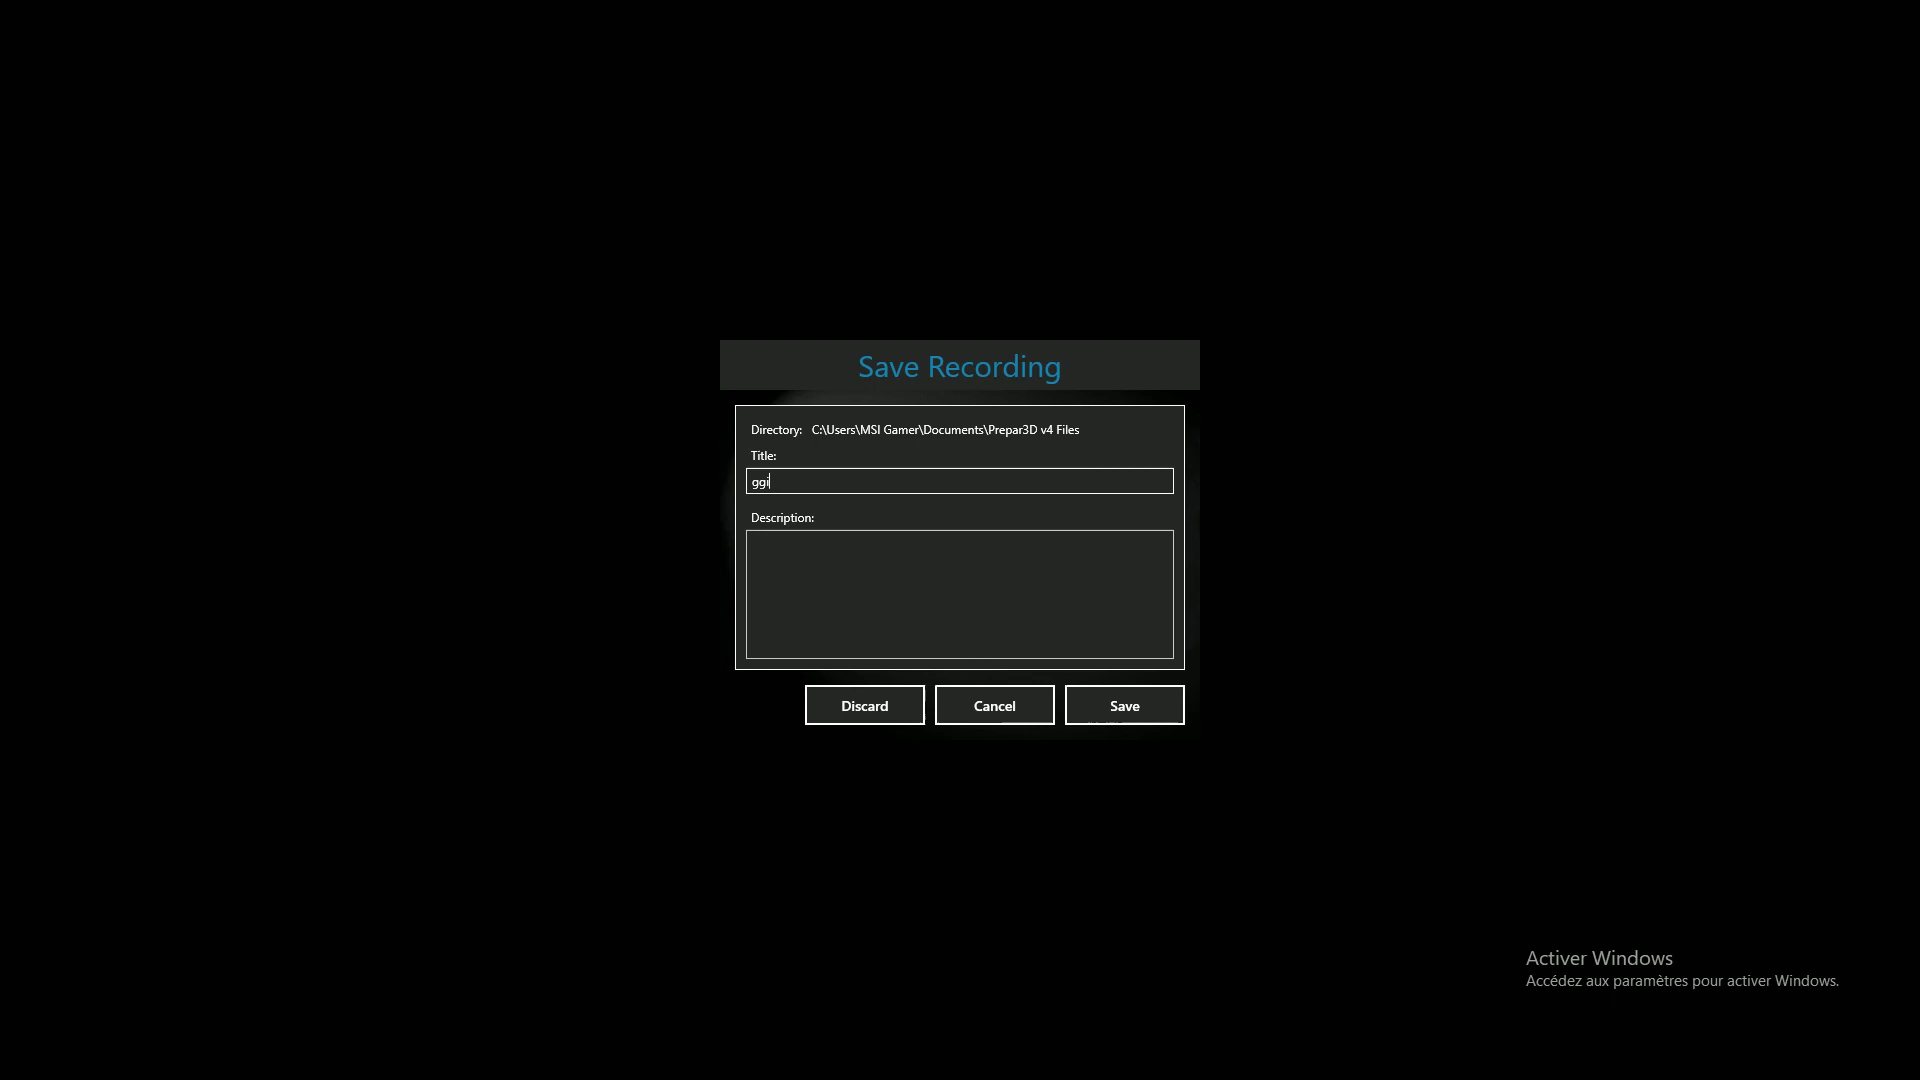 Save Recording
Directory: C:\Users\MSI Gamer\Documents\Prepar3D v4 Files
Title:
ggi
Description:
Discard Cancel Save
Activer Windows
Accédez aux paramètres pour activer Windows.